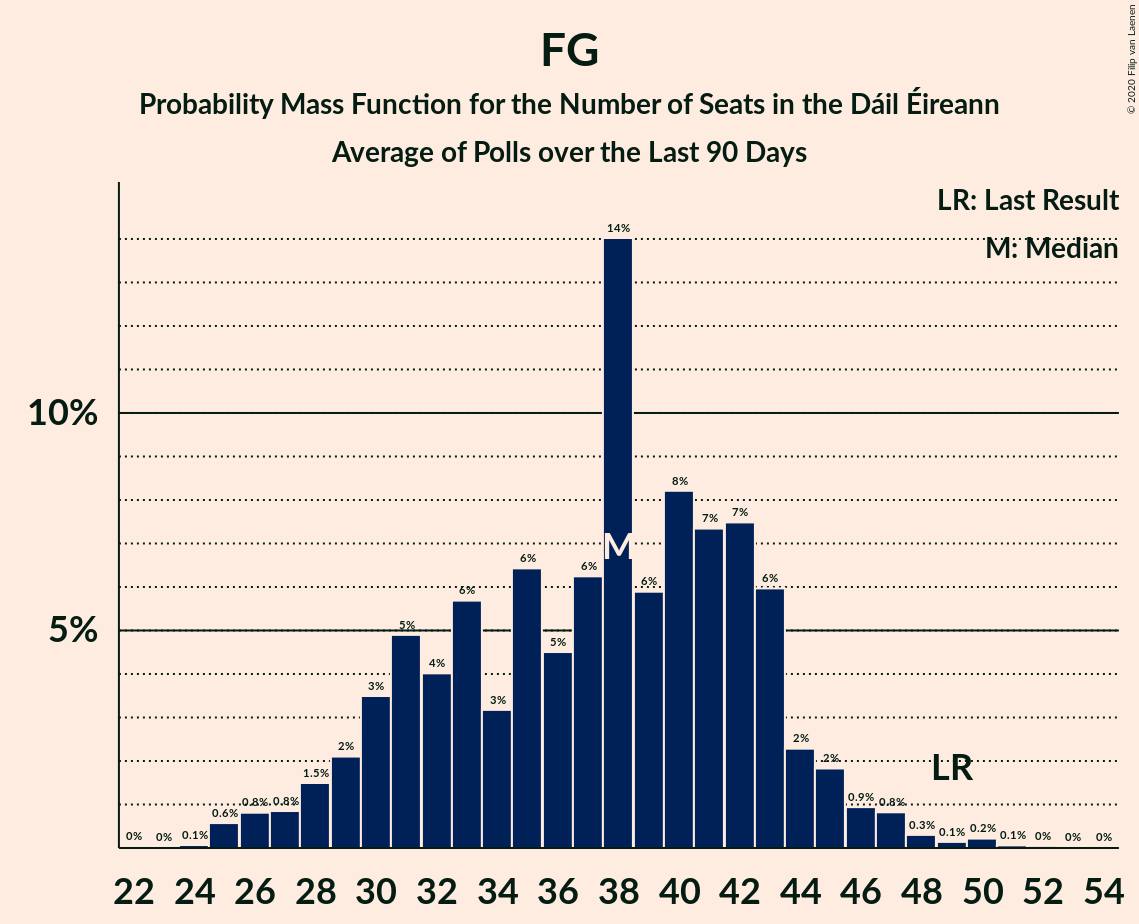 FG
Probability Mass Function for the Number of Seats in the Dáil Éireann
Average of Polls over the Last 90 Days
© 2020 Filip van Laenen
LR: Last Result
M: Median
10%
5%
0% 0% 0.1% 0.6% 0.8% 0.8% 1.5% 2% 3% 5% 4% 6% 3% 6% 5% 6% 14% 6% 8% 7% 7% 6% 2% 2% 0.9% 0.8% 0.3% 0.1% 0.2% 0.1% 0% 0% 0%
M
LR
22 24 26 28 30 32 34 36 38 40 42 44 46 48 50 52 54